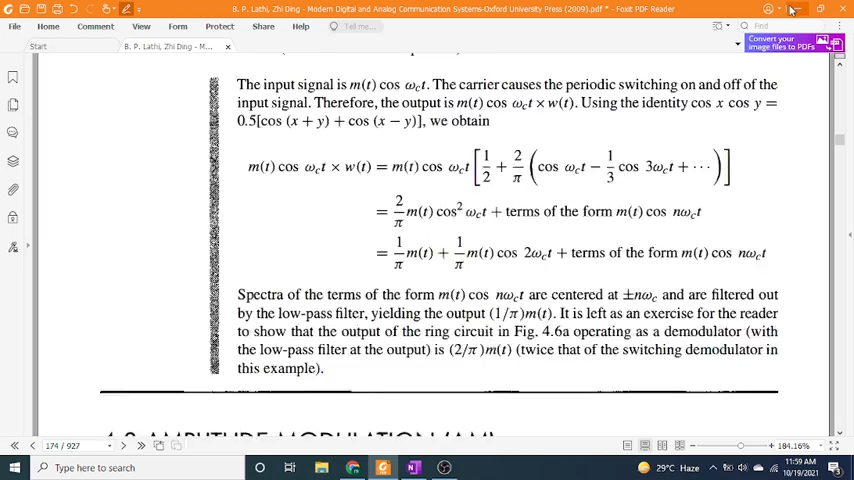 B. P. Lathi, Zhi Ding - Modern Digital and Analog Communication Systems-Oxford University Press (2009).pdf * - Foxit PDF Reader
File Home Comment View Form Protect Share Help Tell me... Find
Start B. P. Lathi, Zhi Ding - M...
Convert your
image files to PDFs
The input signal is m(t) cos ω_c t. The carrier causes the periodic switching on and off of the
input signal. Therefore, the output is m(t) cos ω_c t × w(t). Using the identity cos x cos y =
0.5[cos (x + y) + cos (x − y)], we obtain
m(t) cos ω_c t × w(t) = m(t) cos ω_c t [1/2 + 2/π (cos ω_c t − 1/3 cos 3ω_c t + ···)]
= 2/π m(t) cos² ω_c t + terms of the form m(t) cos nω_c t
= 1/π m(t) + 1/π m(t) cos 2ω_c t + terms of the form m(t) cos nω_c t
Spectra of the terms of the form m(t) cos nω_c t are centered at ±nω_c and are filtered out
by the low-pass filter, yielding the output (1/π)m(t). It is left as an exercise for the reader
to show that the output of the ring circuit in Fig. 4.6a operating as a demodulator (with
the low-pass filter at the output) is (2/π)m(t) (twice that of the switching demodulator in
this example).
AMPLITUDE MODULATION (AM)
174 / 927 184.16%
Type here to search 29°C Haze 11:59 AM
10/19/2021
3